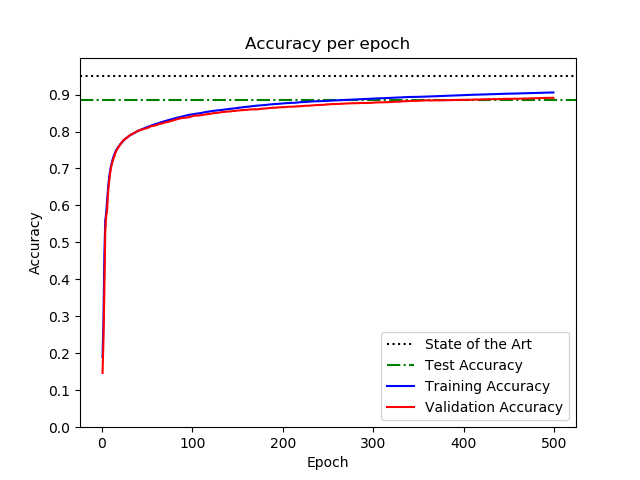 Accuracy per epoch
Accuracy
0.9
0.8
0.7
0.6
0.5
0.4
0.3
0.2
0.1
0.0
State of the Art
Test Accuracy
Training Accuracy
Validation Accuracy
0 100 200 300 400 500
Epoch